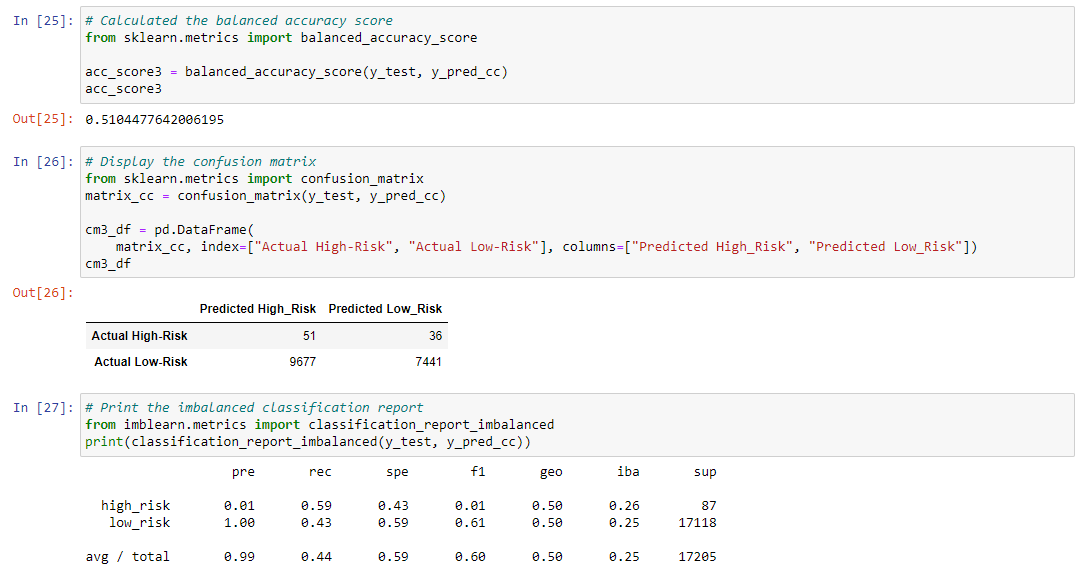 In [25]: # Calculated the balanced accuracy score
from sklearn.metrics import balanced_accuracy_score
acc_score3 = balanced_accuracy_score(y_test, y_pred_cc)
acc_score3
Out[25]: 0.5104477642006195
In [26]: # Display the confusion matrix
from sklearn.metrics import confusion_matrix
matrix_cc = confusion_matrix(y_test, y_pred_cc)
cm3_df = pd.DataFrame(
    matrix_cc, index=["Actual High-Risk", "Actual Low-Risk"], columns=["Predicted High_Risk", "Predicted Low_Risk"])
cm3_df
Out[26]:
Predicted High_Risk Predicted Low_Risk
Actual High-Risk 51 36
Actual Low-Risk 9677 7441
In [27]: # Print the imbalanced classification report
from imblearn.metrics import classification_report_imbalanced
print(classification_report_imbalanced(y_test, y_pred_cc))
pre rec spe f1 geo iba sup
high_risk 0.01 0.59 0.43 0.01 0.50 0.26 87
low_risk 1.00 0.43 0.59 0.61 0.50 0.25 17118
avg / total 0.99 0.44 0.59 0.60 0.50 0.25 17205